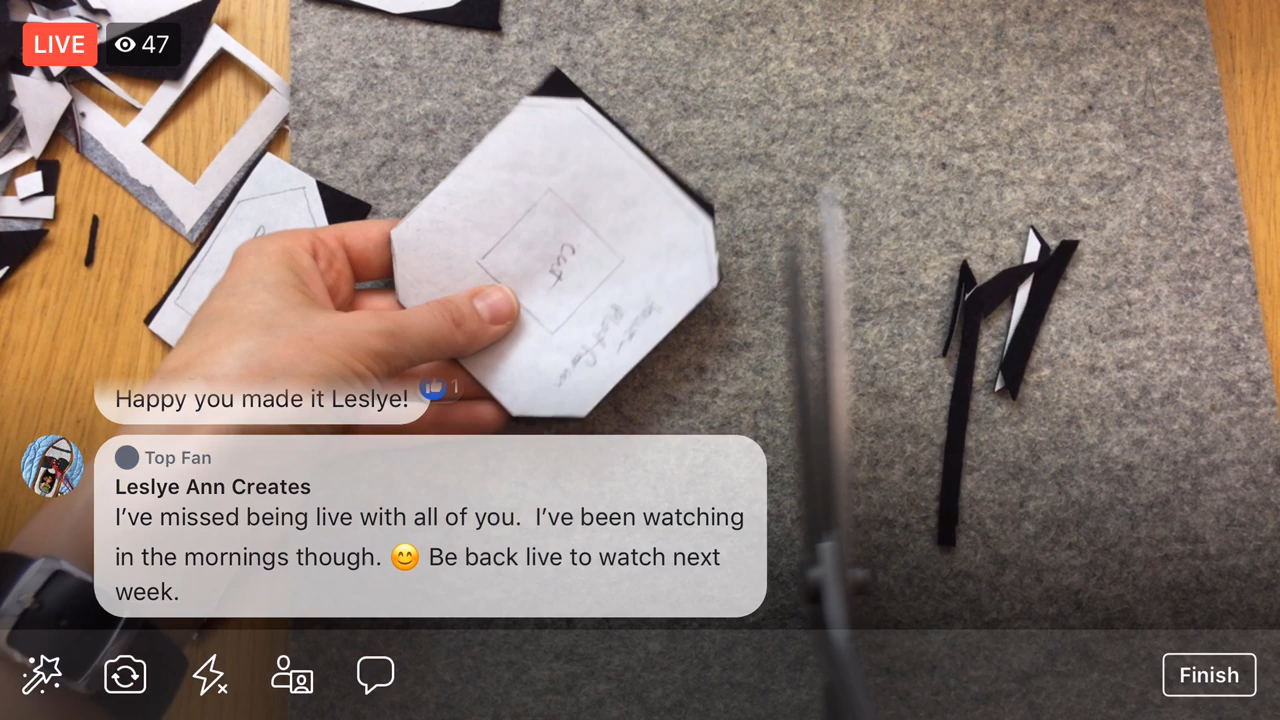 LIVE 47
Cut
Happy you made it Leslye! 1
Top Fan
Leslye Ann Creates
I’ve missed being live with all of you. I’ve been watching
in the mornings though. 😊 Be back live to watch next
week.
Finish